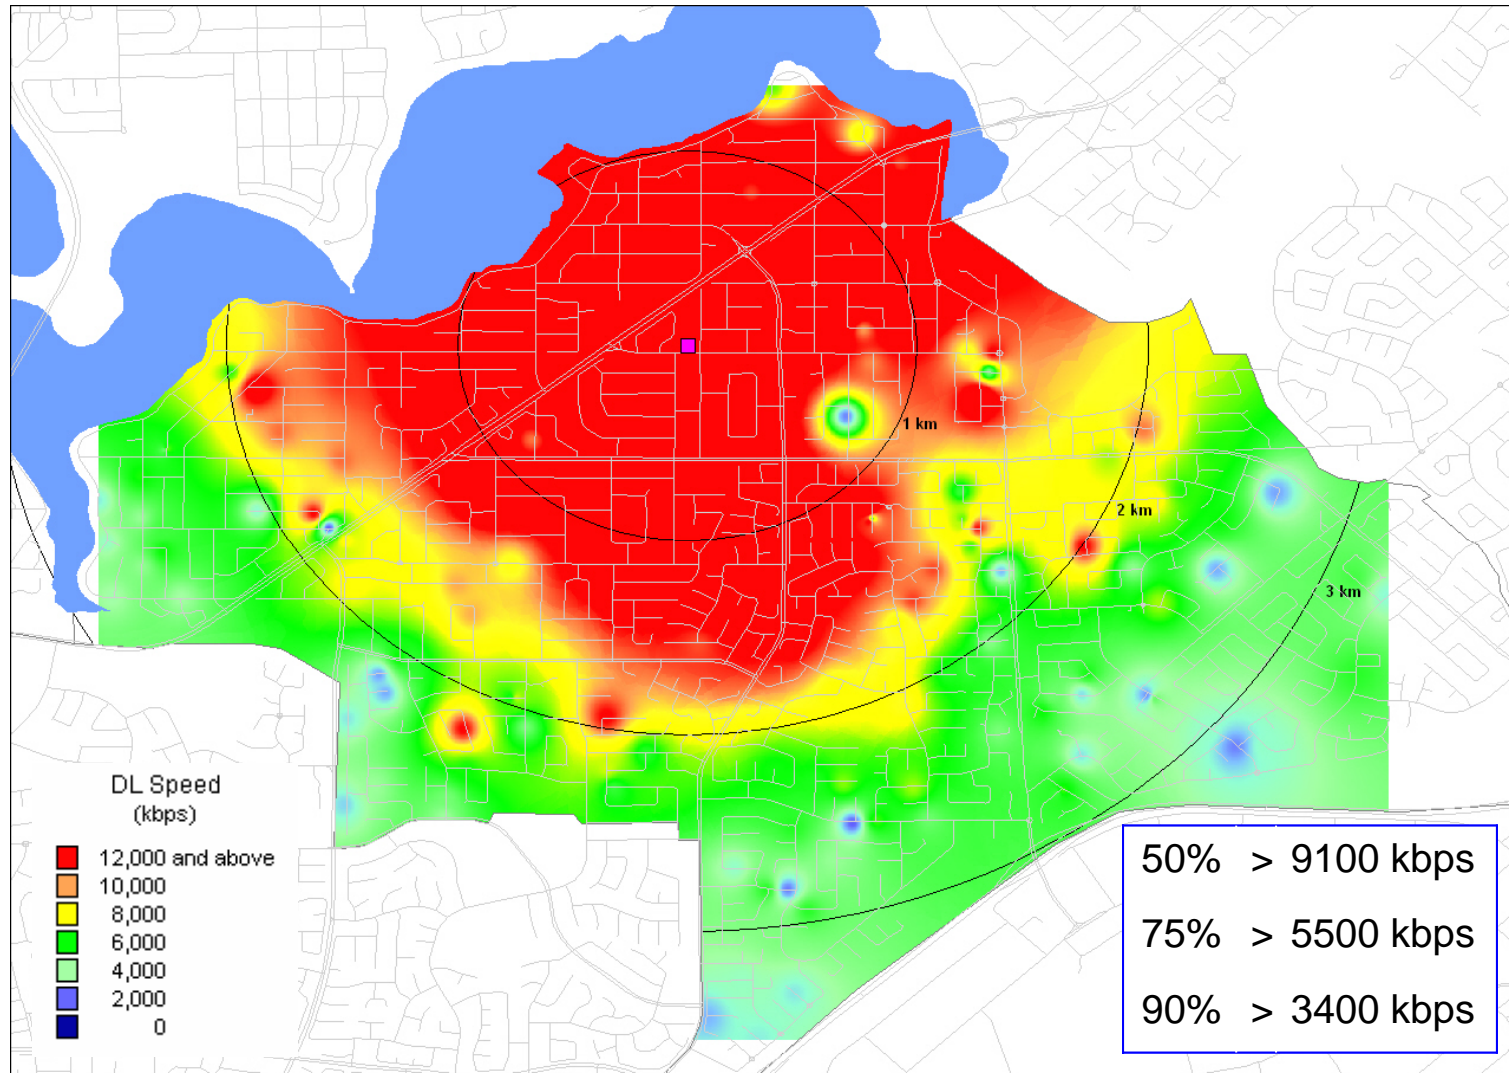 1 km
2 km
3 km
DL Speed
(kbps)
12,000 and above
10,000
8,000
6,000
4,000
2,000
0
50% > 9100 kbps
75% > 5500 kbps
90% > 3400 kbps